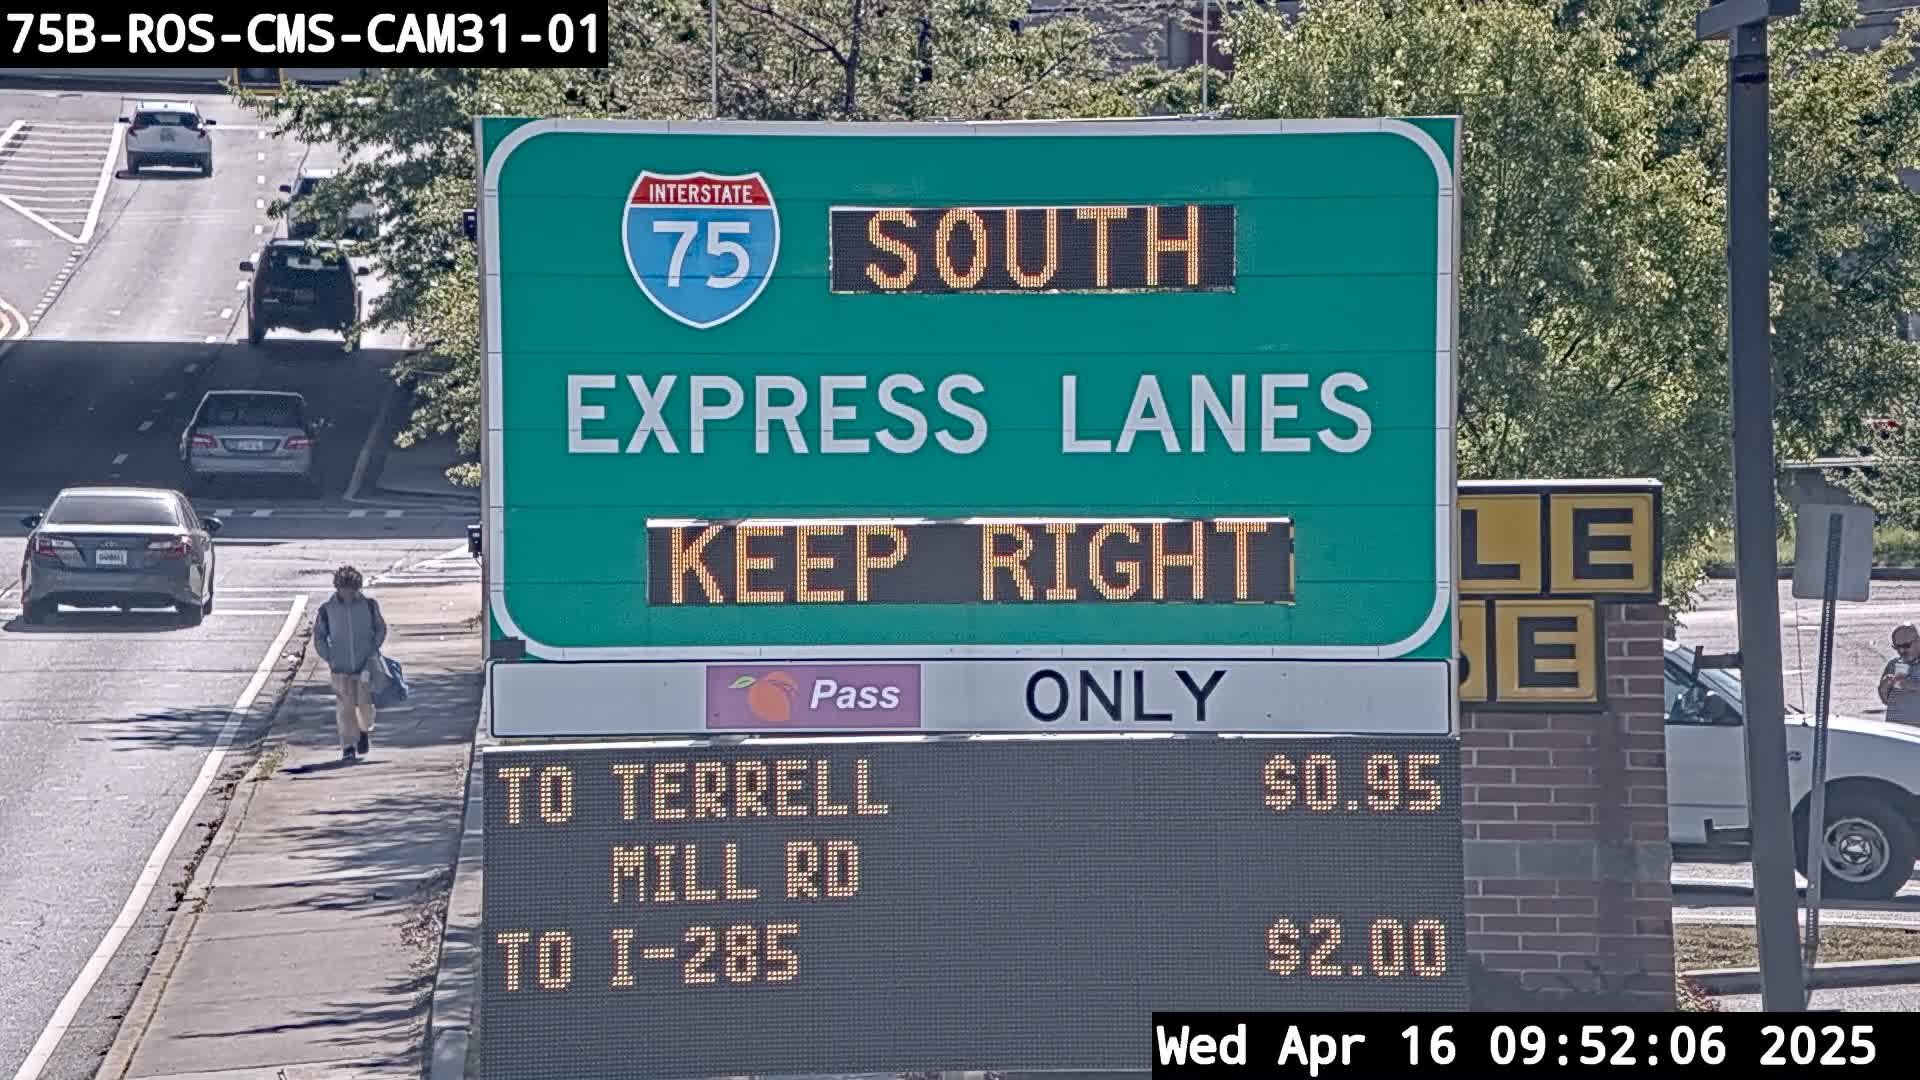 75B-ROS-CMS-CAM31-01
INTERSTATE
75
SOUTH
EXPRESS LANES
KEEP RIGHT
Pass ONLY
TO TERRELL $0.95
MILL RD
TO I-285 $2.00
LE
E
Wed Apr 16 09:52:06 2025